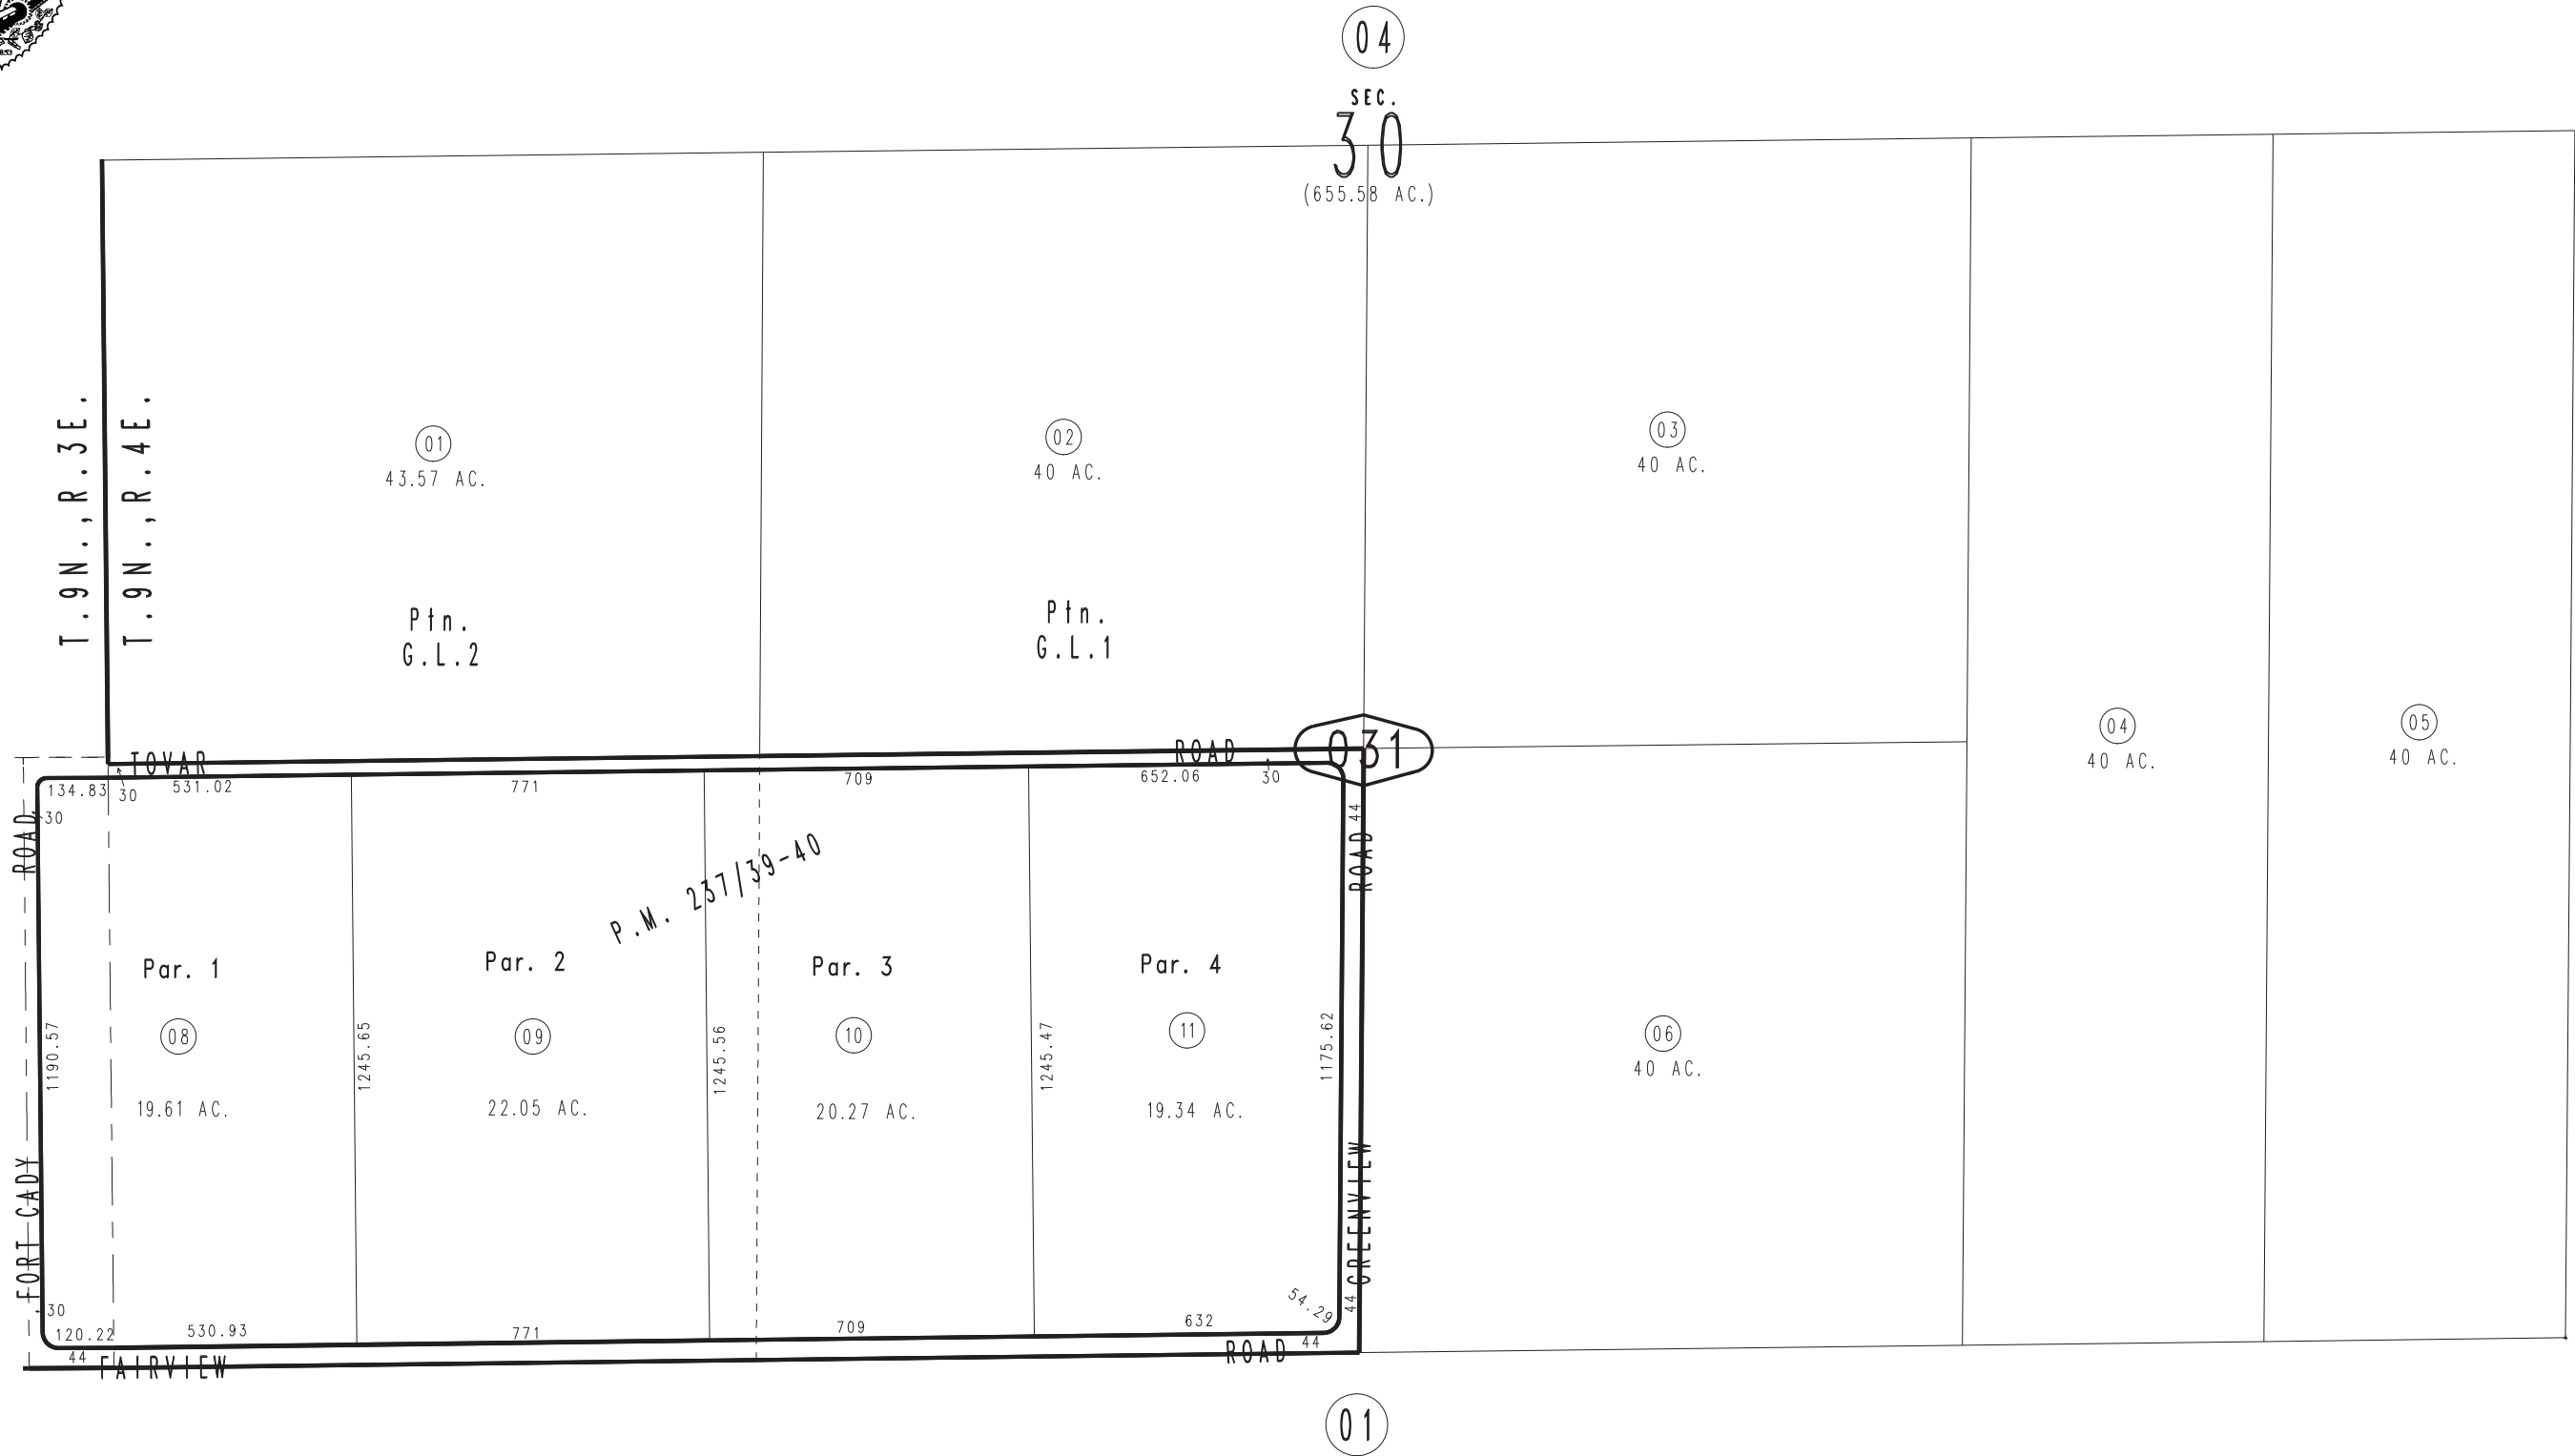 04
SEC.
30
(655.58 AC.)
T.9N.,R.3E.
T.9N.,R.4E.
01
43.57 AC.
Ptn.
G.L.2
02
40 AC.
Ptn.
G.L.1
03
40 AC.
04
40 AC.
05
40 AC.
031
TOVAR
ROAD
134.83
30
531.02
771
709
652.06
30
44
ROAD
30
ROAD
P.M. 237/39-40
Par. 1
08
19.61 AC.
Par. 2
09
22.05 AC.
Par. 3
10
20.27 AC.
Par. 4
11
19.34 AC.
06
40 AC.
1190.57
1245.65
1245.56
1245.47
1175.62
FORT CADY
GREENVIEW
30
120.22
530.93
771
709
632
54.29
44
44
44
FAIRVIEW
ROAD
01